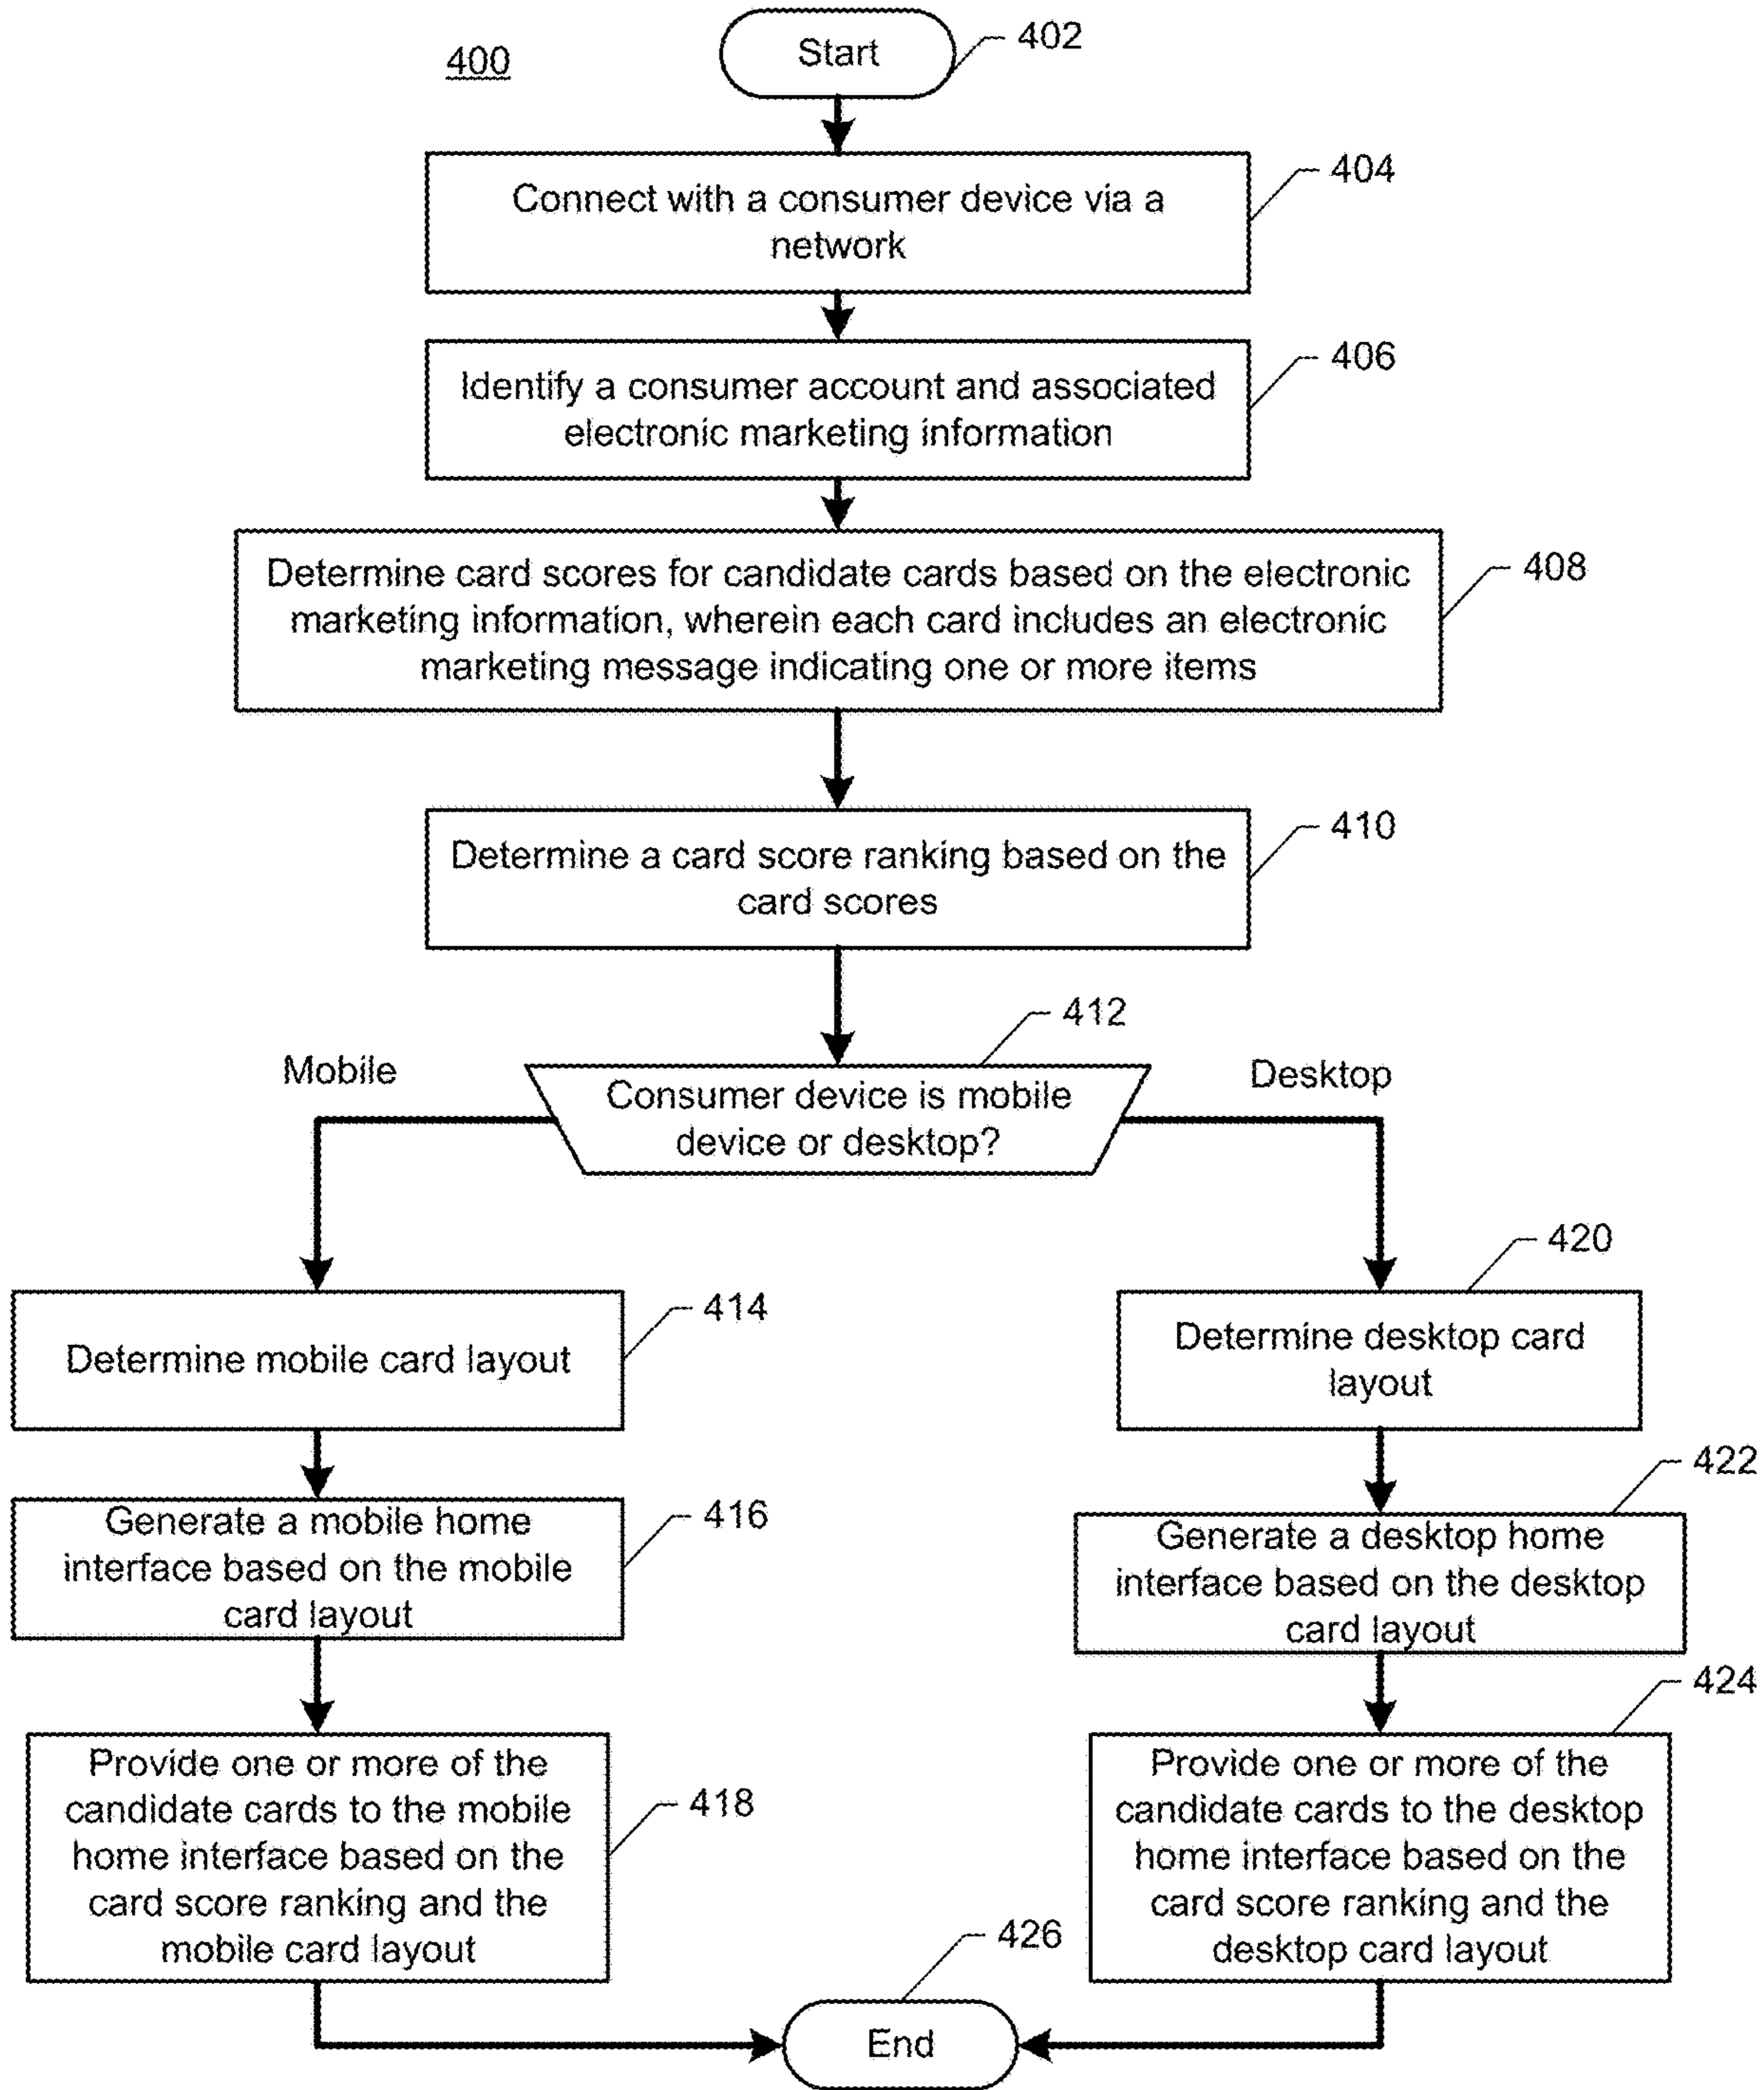 400
Start
402
Connect with a consumer device via a
network
404
Identify a consumer account and associated
electronic marketing information
406
Determine card scores for candidate cards based on the electronic
marketing information, wherein each card includes an electronic
marketing message indicating one or more items
408
Determine a card score ranking based on the
card scores
410
Mobile
Consumer device is mobile
device or desktop?
412
Desktop
Determine mobile card layout
414
Generate a mobile home
interface based on the mobile
card layout
416
Provide one or more of the
candidate cards to the mobile
home interface based on the
card score ranking and the
mobile card layout
418
Determine desktop card
layout
420
Generate a desktop home
interface based on the desktop
card layout
422
Provide one or more of the
candidate cards to the desktop
home interface based on the
card score ranking and the
desktop card layout
424
End
426